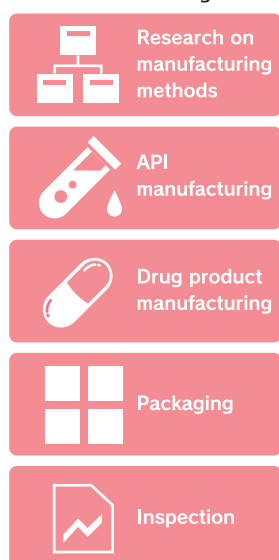 Research on
manufacturing
methods
API
manufacturing
Drug product
manufacturing
Packaging
Inspection